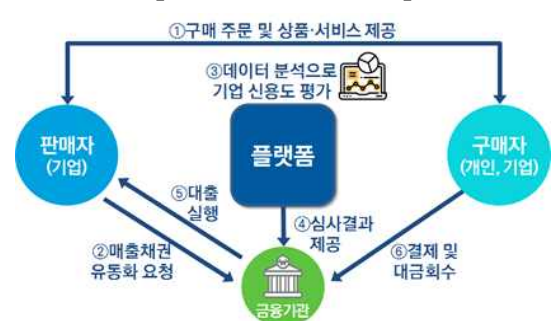 ①구매 주문 및 상품·서비스 제공
③데이터 분석으로
기업 신용도 평가
판매자
(기업)
플랫폼
구매자
(개인, 기업)
⑤대출
실행
④심사결과
제공
②매출채권
유동화 요청
⑥결제 및
대금회수
금융기관